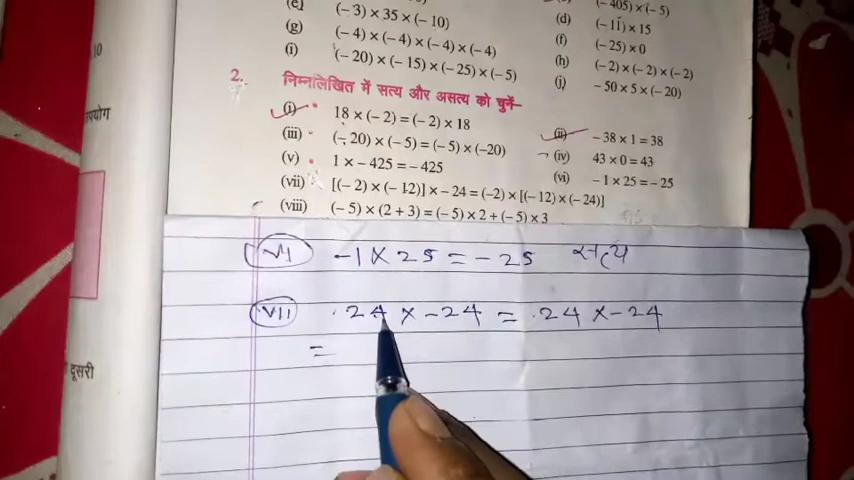 (e) (−3) × 35 × (−10)
(−405) × (−5)
(g) (−4) × (−4) × (−4) × (−4)
(d) (−11) × 15
(i) (−20) × (−15) × (−25) × (−5)
(f) (−25) × 0
(h) (−2) × (−2) × (−2)
(j) −50 × 5 × (−20)
2. निम्नलिखित में सत्य और असत्य को चुनें–
(i) 18 × (−2) = (−2) × 18
(ii) −38 × 1 = 38
(iii) (−20) × (−5) = (−5) × (−20)
(iv) 43 × 0 = 43
(v) 1 × −425 = −425
(vi) −1 × 25 = −25
(vii) [(−2) × (−12)] × −24 = (−2) × [(−12) × (−24)]
(viii) (−5) × (2 + 3) = (−5) × 2 + (−5) × 3
10
दूसरी
VI −1 × 25 = −25 सत्य
VII 24 × −24 = 24 × −24
=